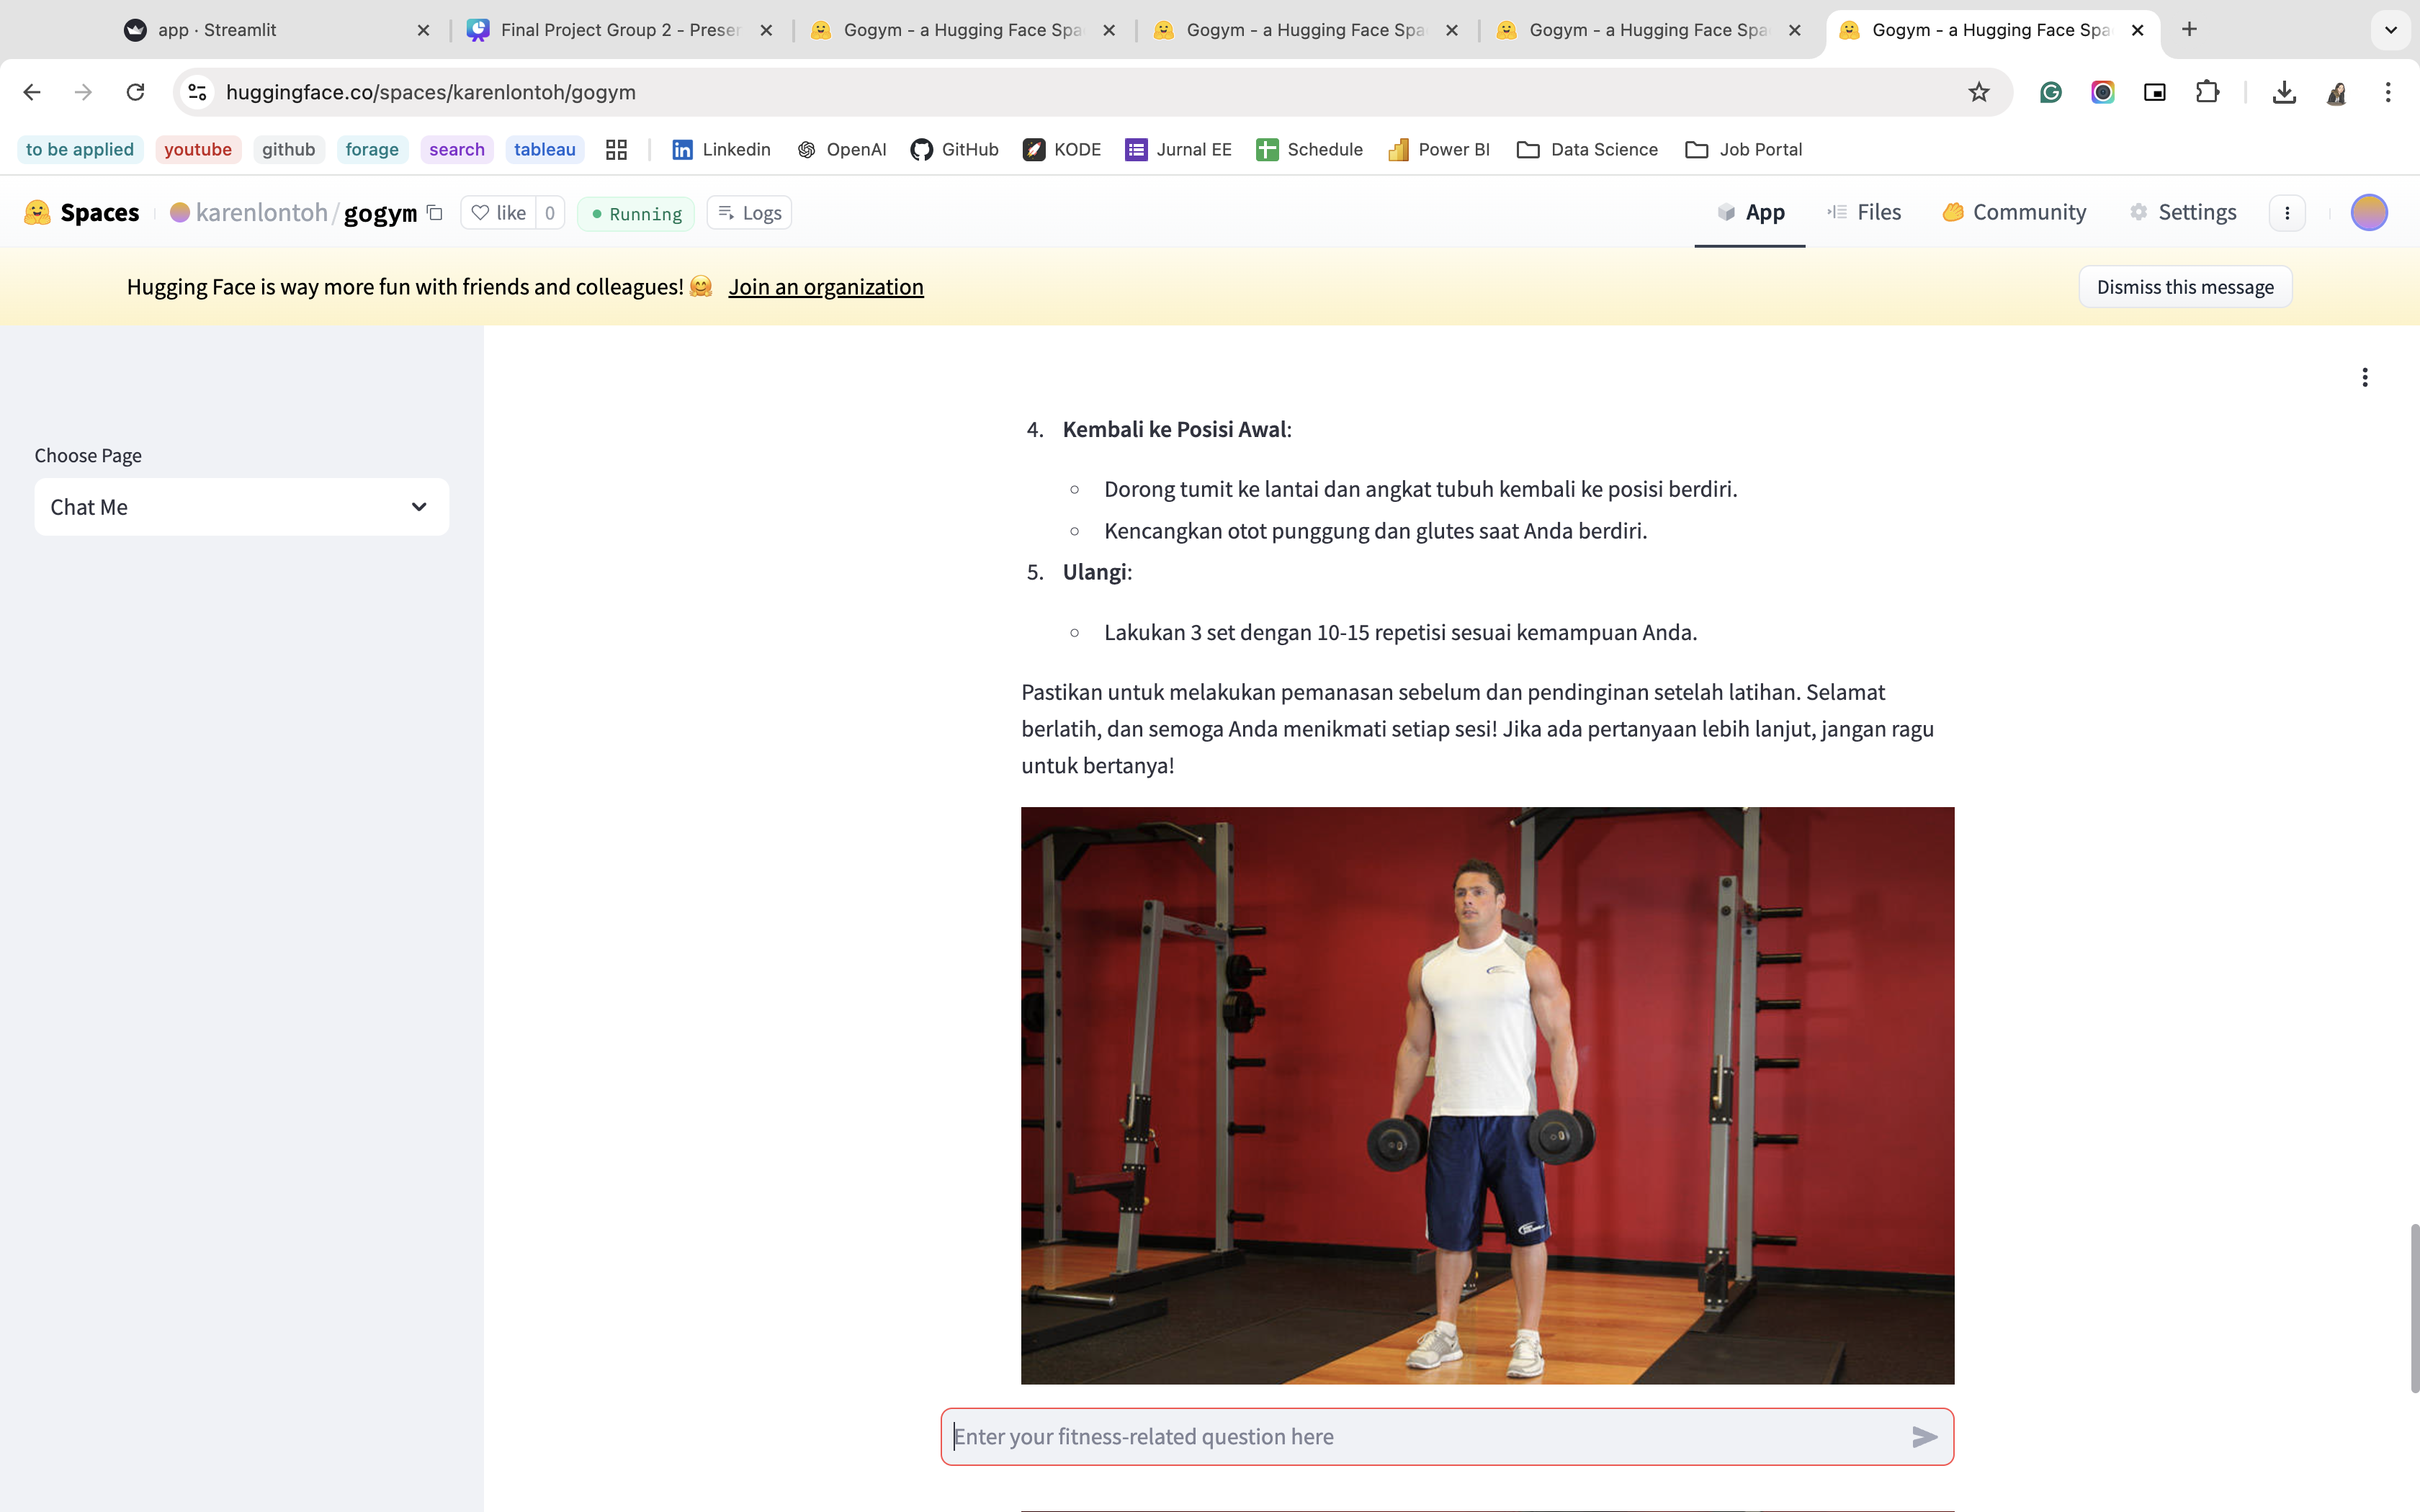 app · Streamlit
Final Project Group 2 - Preser
Gogym - a Hugging Face Spa
Gogym - a Hugging Face Spa
Gogym - a Hugging Face Spa
Gogym - a Hugging Face Spa
huggingface.co/spaces/karenlontoh/gogym
to be applied youtube github forage search tableau Linkedin OpenAI GitHub KODE Jurnal EE Schedule Power BI Data Science Job Portal
Spaces karenlontoh/gogym like 0 Running Logs App Files Community Settings
Hugging Face is way more fun with friends and colleagues! 🤗 Join an organization Dismiss this message
Choose Page
Chat Me
4. Kembali ke Posisi Awal:
Dorong tumit ke lantai dan angkat tubuh kembali ke posisi berdiri.
Kencangkan otot punggung dan glutes saat Anda berdiri.
5. Ulangi:
Lakukan 3 set dengan 10-15 repetisi sesuai kemampuan Anda.
Pastikan untuk melakukan pemanasan sebelum dan pendinginan setelah latihan. Selamat
berlatih, dan semoga Anda menikmati setiap sesi! Jika ada pertanyaan lebih lanjut, jangan ragu
untuk bertanya!
Enter your fitness-related question here